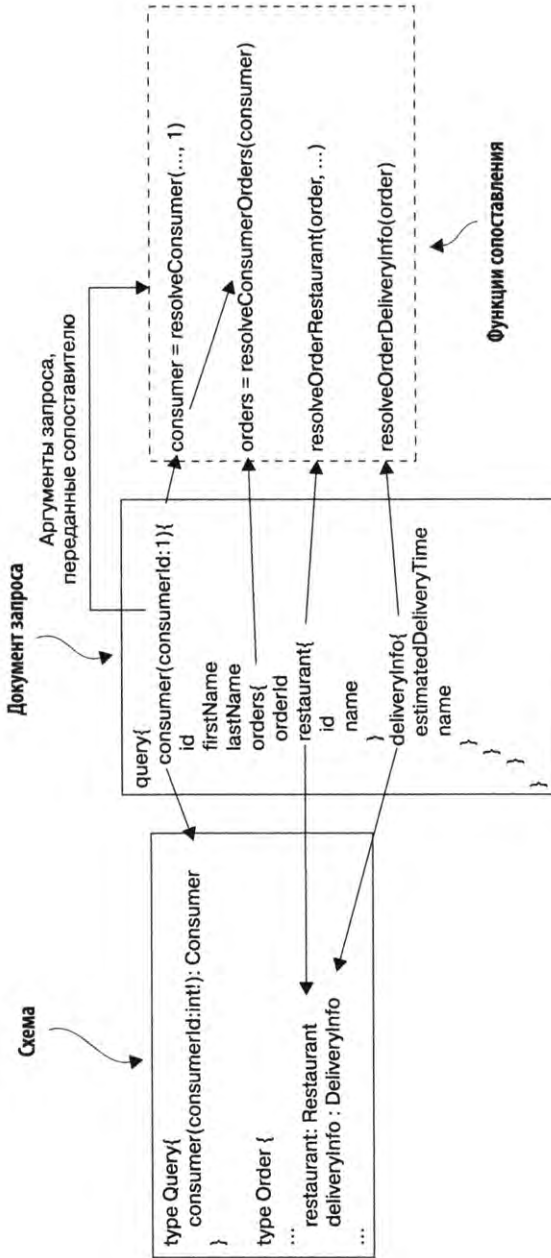 Схема
type Query{
consumer(consumerId:int!): Consumer
}
type Order {
...
restaurant: Restaurant
deliveryInfo : DeliveryInfo
...
Документ запроса
query{
consumer(consumerId:1){
id
firstName
lastName
orders{
orderId
restaurant{
id
name
}
deliveryInfo{
estimatedDeliveryTime
name
}
}
}
}
Аргументы запроса,
переданные сопоставителю
consumer = resolveConsumer(..., 1)
orders = resolveConsumerOrders(consumer)
resolveOrderRestaurant(order, ...)
resolveOrderDeliveryInfo(order)
Функции сопоставления